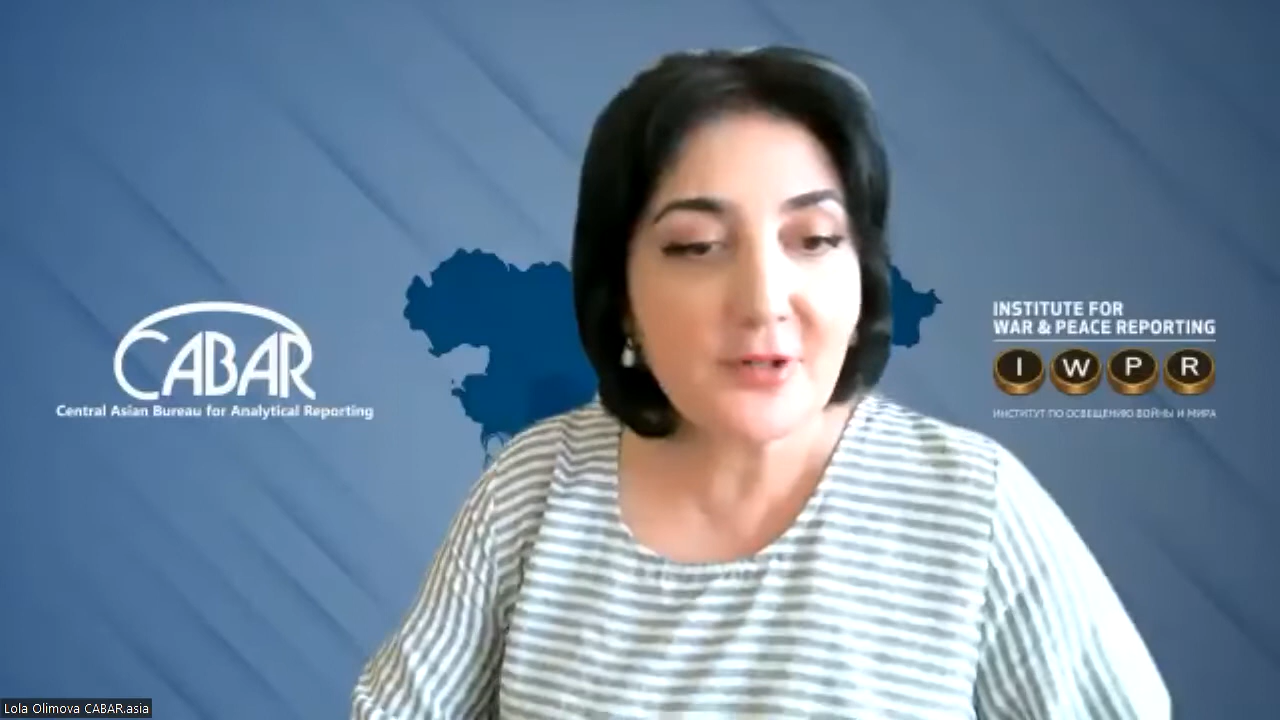 CABAR
Central Asian Bureau for Analytical Reporting
INSTITUTE FOR
WAR & PEACE REPORTING
I W P R
ИНСТИТУТ ПО ОСВЕЩЕНИЮ ВОЙНЫ И МИРА
Lola Olimova CABAR.asia